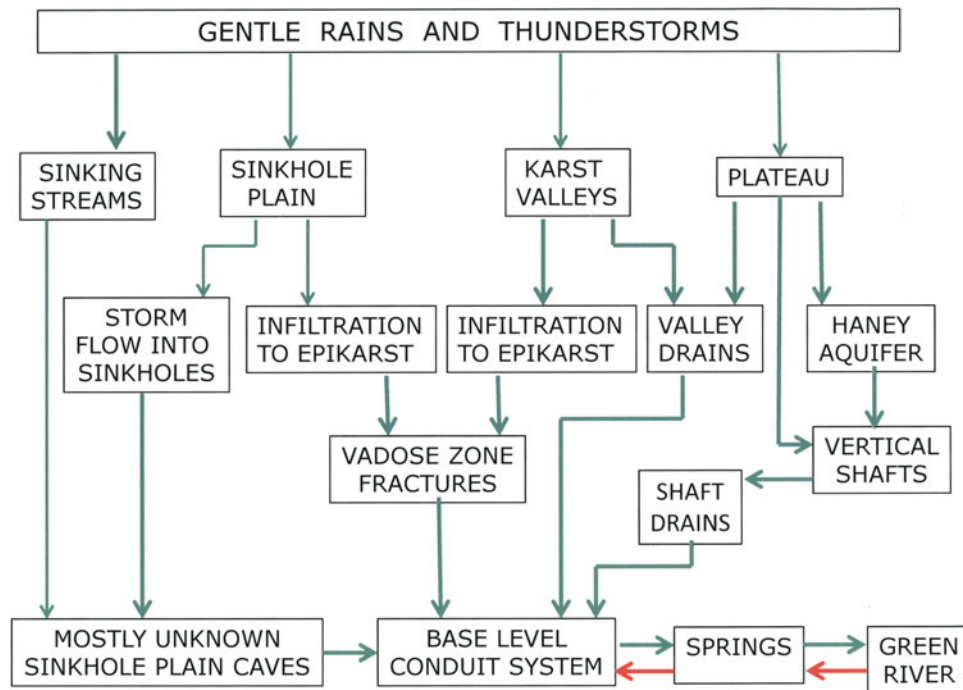 GENTLE RAINS AND THUNDERSTORMS
SINKING
STREAMS
SINKHOLE
PLAIN
KARST
VALLEYS
PLATEAU
STORM
FLOW INTO
SINKHOLES
INFILTRATION
TO EPIKARST
INFILTRATION
TO EPIKARST
VALLEY
DRAINS
HANEY
AQUIFER
VADOSE ZONE
FRACTURES
VERTICAL
SHAFTS
SHAFT
DRAINS
MOSTLY UNKNOWN
SINKHOLE PLAIN CAVES
BASE LEVEL
CONDUIT SYSTEM
SPRINGS
GREEN
RIVER